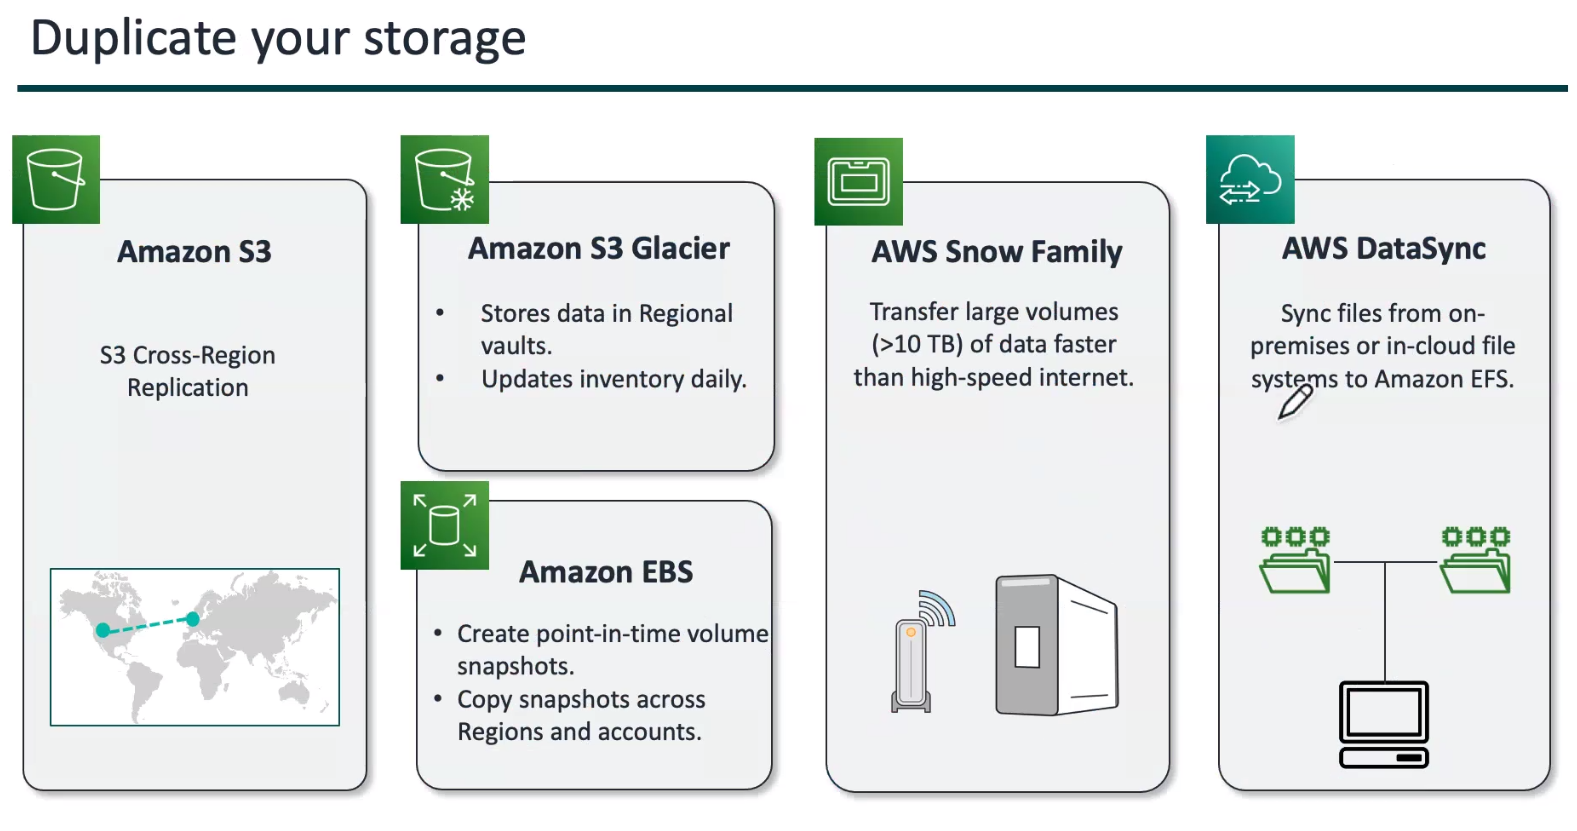 Duplicate your storage
Amazon S3
S3 Cross-Region
Replication
Amazon S3 Glacier
• Stores data in Regional
vaults.
• Updates inventory daily.
Amazon EBS
• Create point-in-time volume
snapshots.
• Copy snapshots across
Regions and accounts.
AWS Snow Family
Transfer large volumes
(>10 TB) of data faster
than high-speed internet.
AWS DataSync
Sync files from on-
premises or in-cloud file
systems to Amazon EFS.